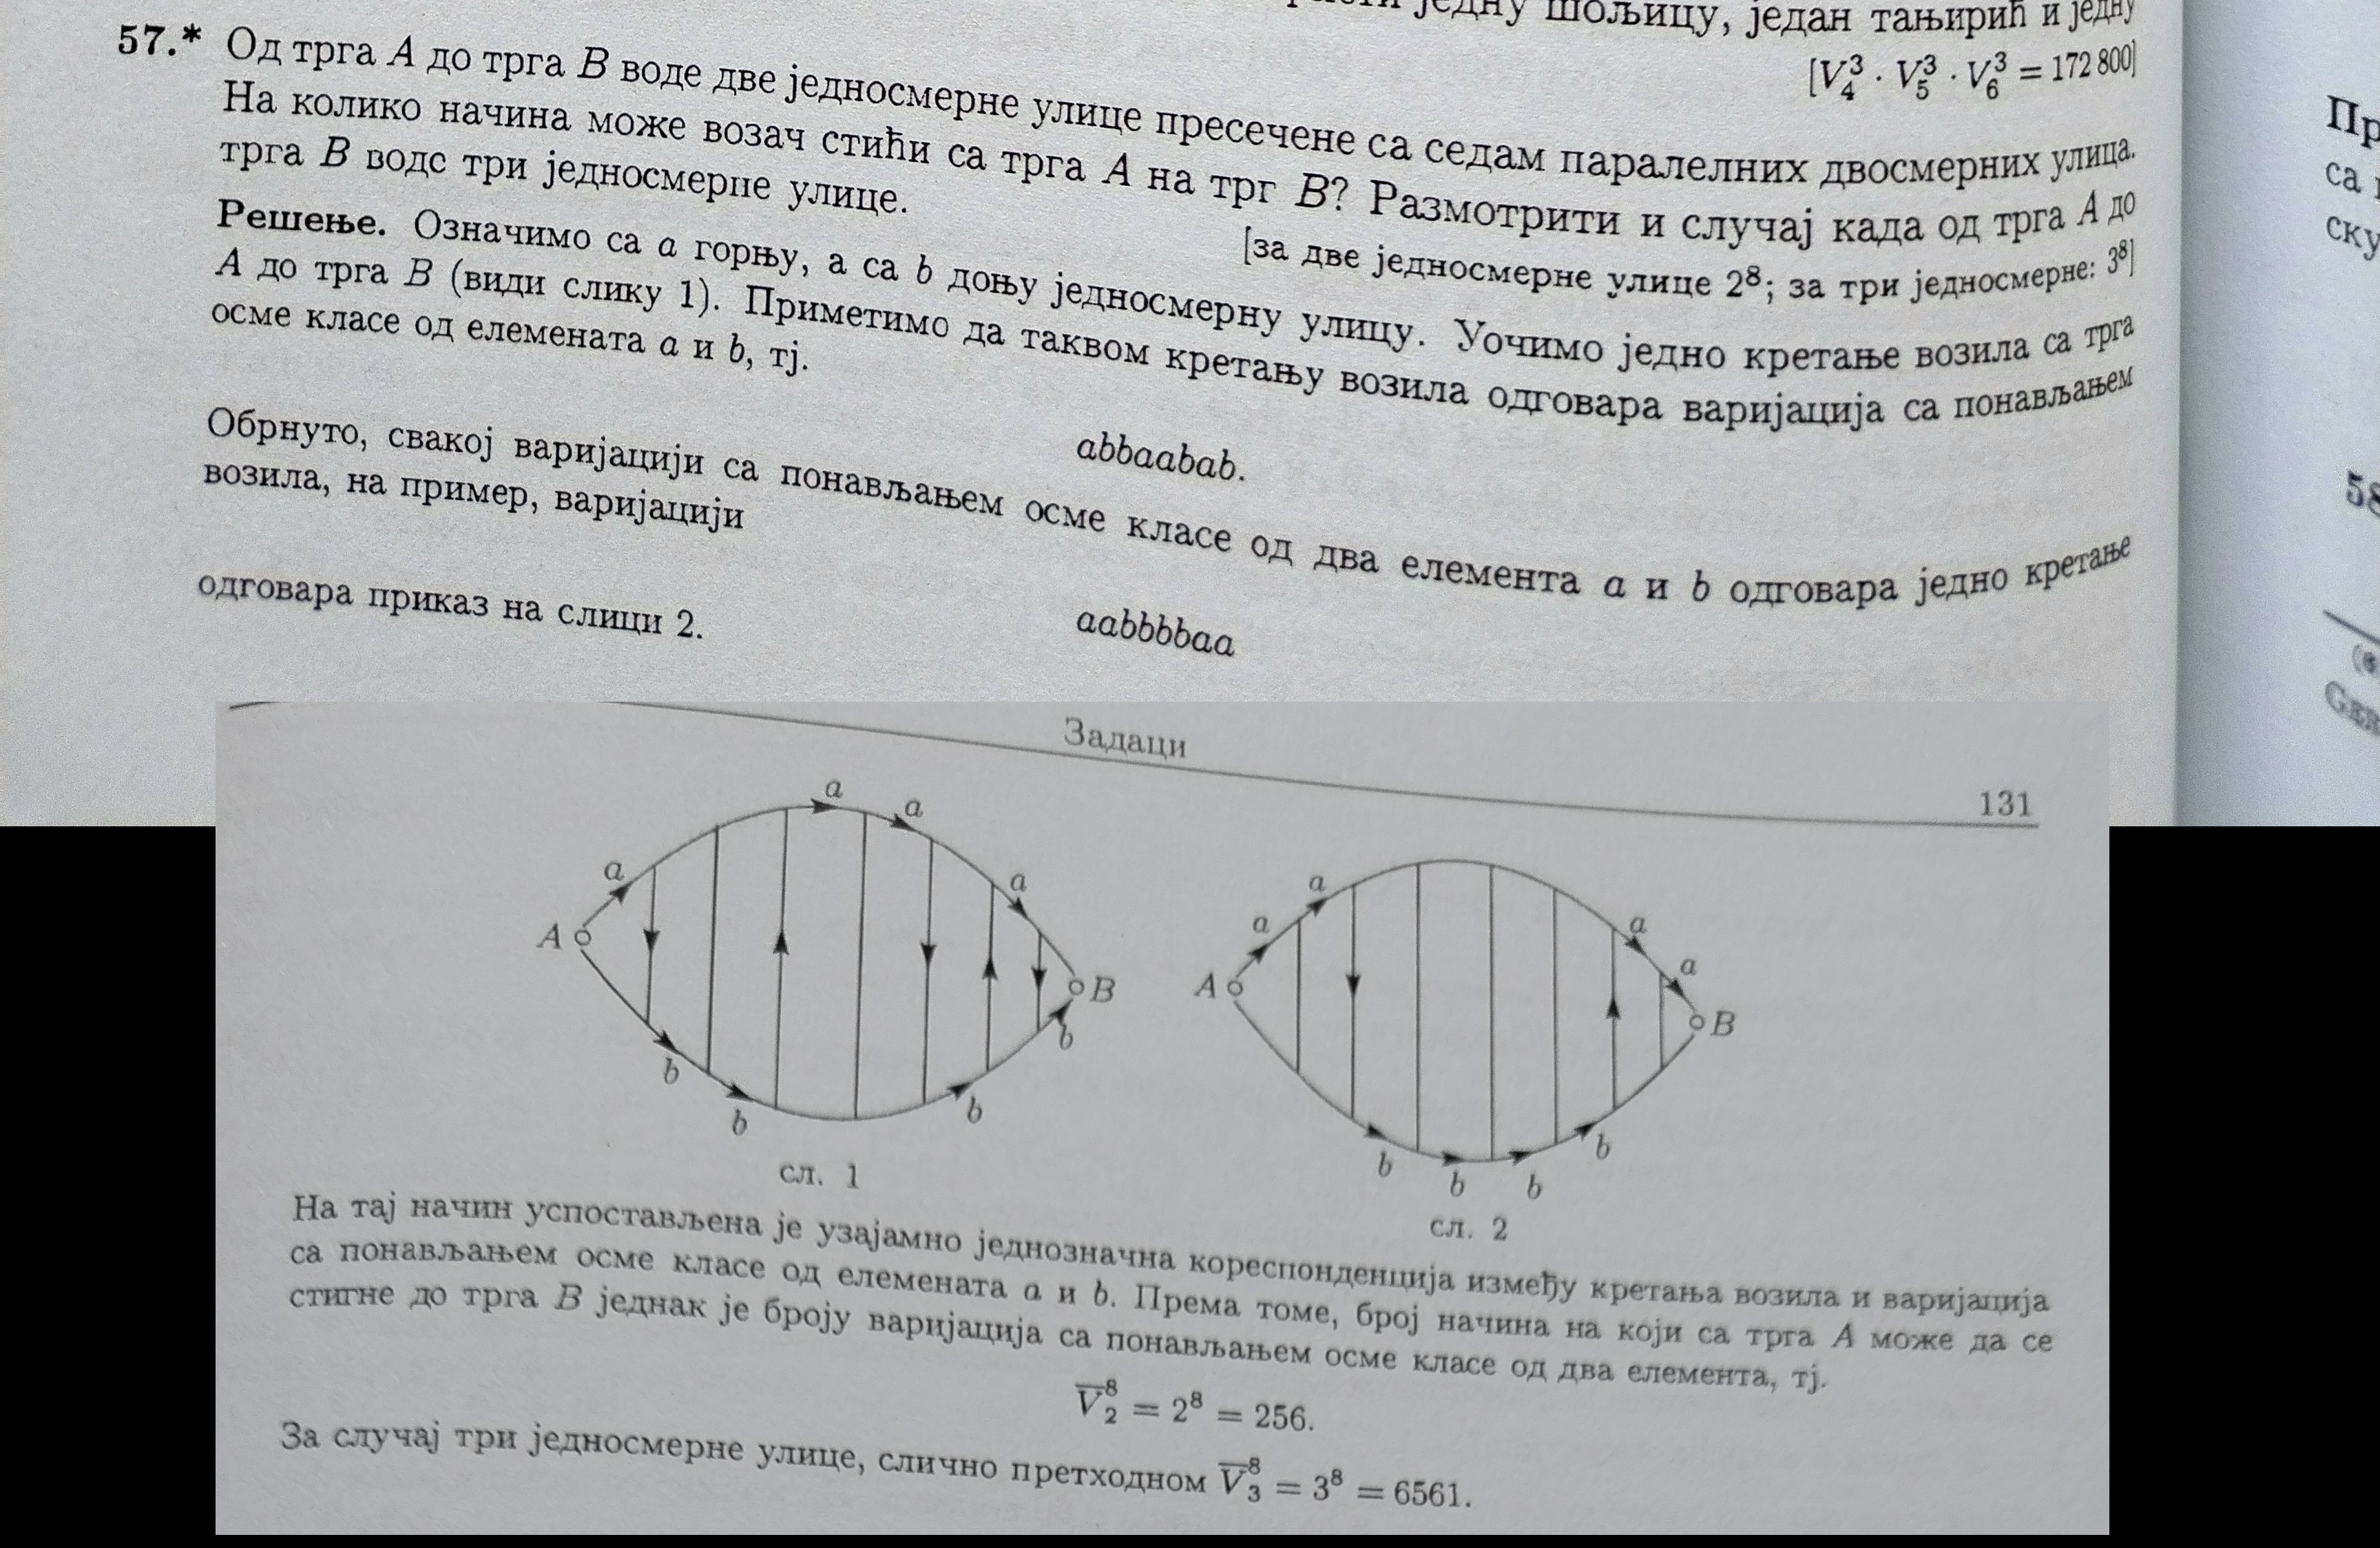 једну шољицу, један тањирић и једну
[V_4^3 · V_5^3 · V_6^3 = 172 800]
57.* Од трга A до трга B воде две једносмерне улице пресечене са седам паралелних двосмерних улица.
На колико начина може возач стићи са трга A на трг B? Размотрити и случај када од трга A до
трга B воде три једносмерне улице.
[за две једносмерне улице 2^8; за три једносмерне: 3^8]
Решење. Означимо са a горњу, а са b доњу једносмерну улицу. Уочимо једно кретање возила са трга
A до трга B (види слику 1). Приметимо да таквом кретању возила одговара варијација са понављањем
осме класе од елемената a и b, тј.
abbaabab.
Обрнуто, свакој варијацији са понављањем осме класе од два елемента a и b одговара једно кретање
возила, на пример, варијацији
aabbbbaa
одговара приказ на слици 2.
Пр
са
ску
58
Задаци
131
a
a
a
a
A
B
b
b
b
b
сл. 1
a
a
a
a
A
B
b
b
b
b
сл. 2
На тај начин успостављена је узајамно једнозначна кореспонденција између кретања возила и варијација
са понављањем осме класе од елемената a и b. Према томе, број начина на који са трга A може да се
стигне до трга B једнак је броју варијација са понављањем осме класе од два елемента, тј.
V̅_2^8 = 2^8 = 256.
За случај три једносмерне улице, слично претходном V̅_3^8 = 3^8 = 6561.